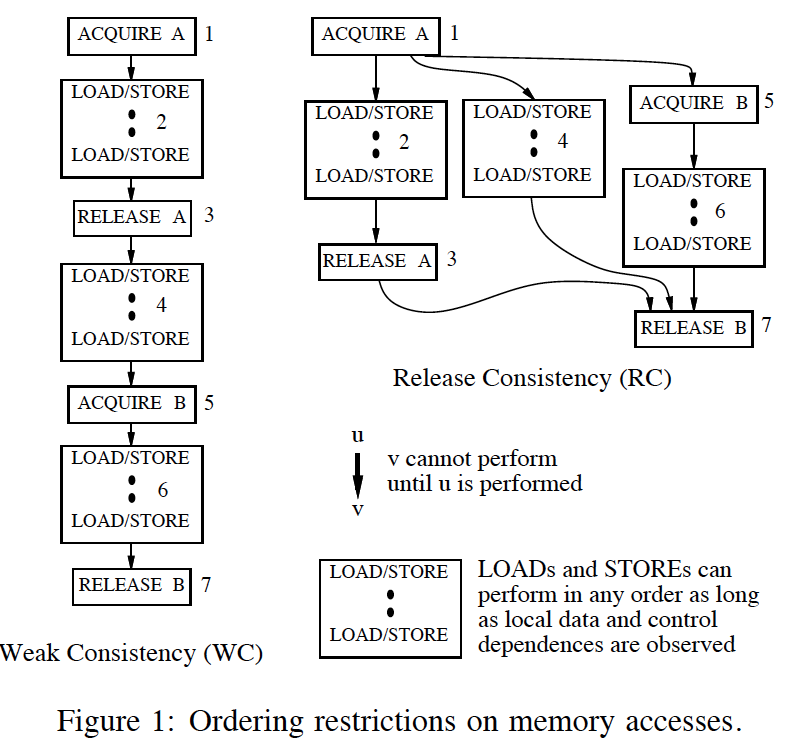 ACQUIRE A 1
LOAD/STORE
2
LOAD/STORE
RELEASE A 3
LOAD/STORE
4
LOAD/STORE
ACQUIRE B 5
LOAD/STORE
6
LOAD/STORE
RELEASE B 7
Weak Consistency (WC)
ACQUIRE A 1
LOAD/STORE
2
LOAD/STORE
RELEASE A 3
LOAD/STORE
4
LOAD/STORE
ACQUIRE B 5
LOAD/STORE
6
LOAD/STORE
RELEASE B 7
Release Consistency (RC)
u
v cannot perform
until u is performed
v
LOAD/STORE
LOAD/STORE
LOADs and STOREs can
perform in any order as long
as local data and control
dependences are observed
Figure 1: Ordering restrictions on memory accesses.